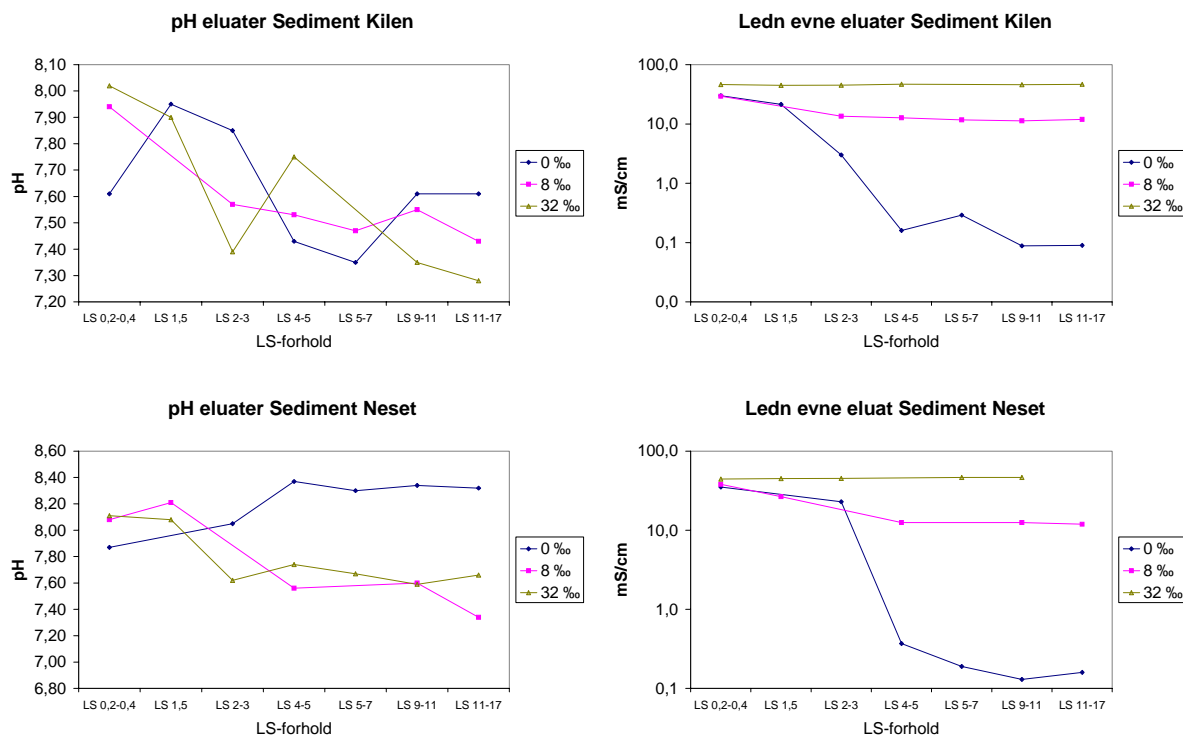 pH eluater Sediment Kilen
8,10
8,00
7,90
7,80
7,70
7,60
7,50
7,40
7,30
7,20
pH
LS 0,2-0,4 LS 1,5 LS 2-3 LS 4-5 LS 5-7 LS 9-11 LS 11-17
LS-forhold
0 ‰
8 ‰
32 ‰
Ledn evne eluater Sediment Kilen
100,0
10,0
1,0
0,1
0,0
mS/cm
LS 0,2-0,4 LS 1,5 LS 2-3 LS 4-5 LS 5-7 LS 9-11 LS 11-17
LS-forhold
0 ‰
8 ‰
32 ‰
pH eluater Sediment Neset
8,60
8,40
8,20
8,00
7,80
7,60
7,40
7,20
7,00
6,80
pH
LS 0,2-0,4 LS 1,5 LS 2-3 LS 4-5 LS 5-7 LS 9-11 LS 11-17
LS-forhold
0 ‰
8 ‰
32 ‰
Ledn evne eluat Sediment Neset
100,0
10,0
1,0
0,1
mS/cm
LS 0,2-0,4 LS 1,5 LS 2-3 LS 4-5 LS 5-7 LS 9-11 LS 11-17
LS-forhold
0 ‰
8 ‰
32 ‰